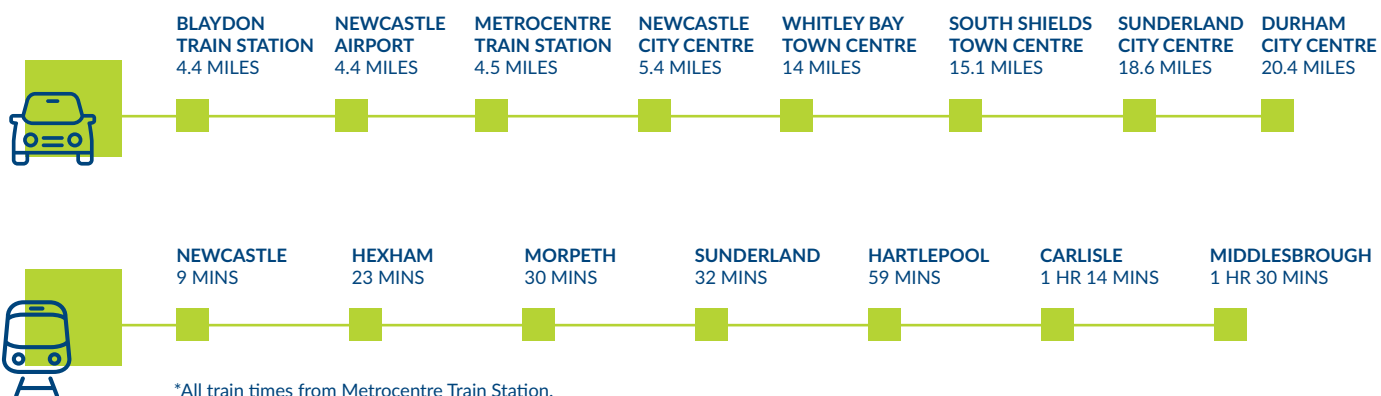 BLAYDON
TRAIN STATION
4.4 MILES
NEWCASTLE
AIRPORT
4.4 MILES
METROCENTRE
TRAIN STATION
4.5 MILES
NEWCASTLE
CITY CENTRE
5.4 MILES
WHITLEY BAY
TOWN CENTRE
14 MILES
SOUTH SHIELDS
TOWN CENTRE
15.1 MILES
SUNDERLAND
CITY CENTRE
18.6 MILES
DURHAM
CITY CENTRE
20.4 MILES
NEWCASTLE
9 MINS
HEXHAM
23 MINS
MORPETH
30 MINS
SUNDERLAND
32 MINS
HARTLEPOOL
59 MINS
CARLISLE
1 HR 14 MINS
MIDDLESBROUGH
1 HR 30 MINS
*All train times from Metrocentre Train Station.